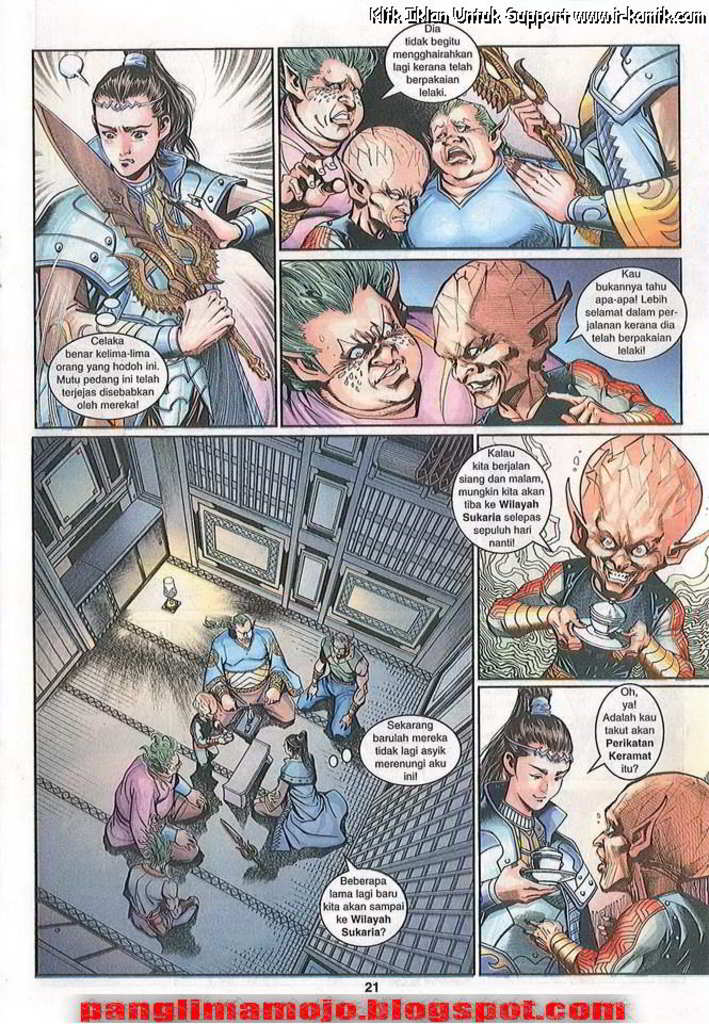 Klik Iklan Untuk Support www.ir-komik.com
Celaka
benar kelima-lima
orang yang hodoh ini.
Mutu pedang ini telah
terjejas disebabkan
oleh mereka!
Dia
tidak begitu
mengghairahkan
lagi kerana telah
berpakaian
lelaki.
Kau
bukannya tahu
apa-apa! Lebih
selamat dalam per-
jalanan kerana dia
telah berpakaian
lelaki!
Sekarang
barulah mereka
tidak lagi asyik
merenungi aku
ini!
Beberapa
lama lagi baru
kita akan sampai
ke Wilayah
Sukaria?
Kalau
kita berjalan
siang dan malam,
mungkin kita akan
tiba ke Wilayah
Sukaria selepas
sepuluh hari
nanti!
Oh,
ya!
Adalah kau
takut akan
Perikatan
Keramat
itu?
21
panglimamojo.blogspot.com